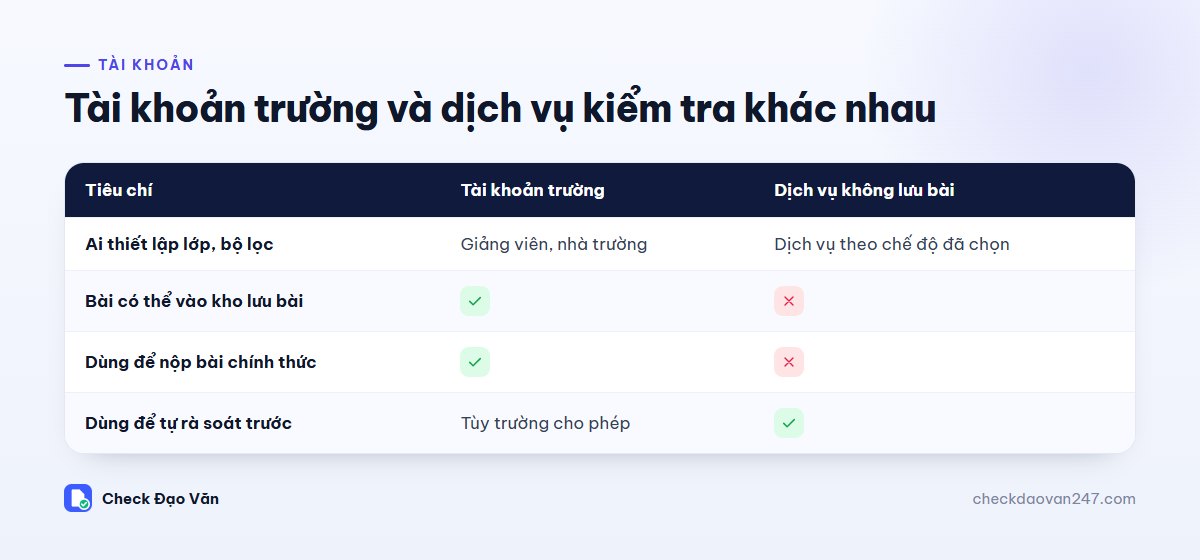 TÀI KHOẢN
Tài khoản trường và dịch vụ kiểm tra khác nhau
Tiêu chí Tài khoản trường Dịch vụ không lưu bài
Ai thiết lập lớp, bộ lọc Giảng viên, nhà trường Dịch vụ theo chế độ đã chọn
Bài có thể vào kho lưu bài
Dùng để nộp bài chính thức
Dùng để tự rà soát trước Tùy trường cho phép
Check Đạo Văn checkdaovan247.com